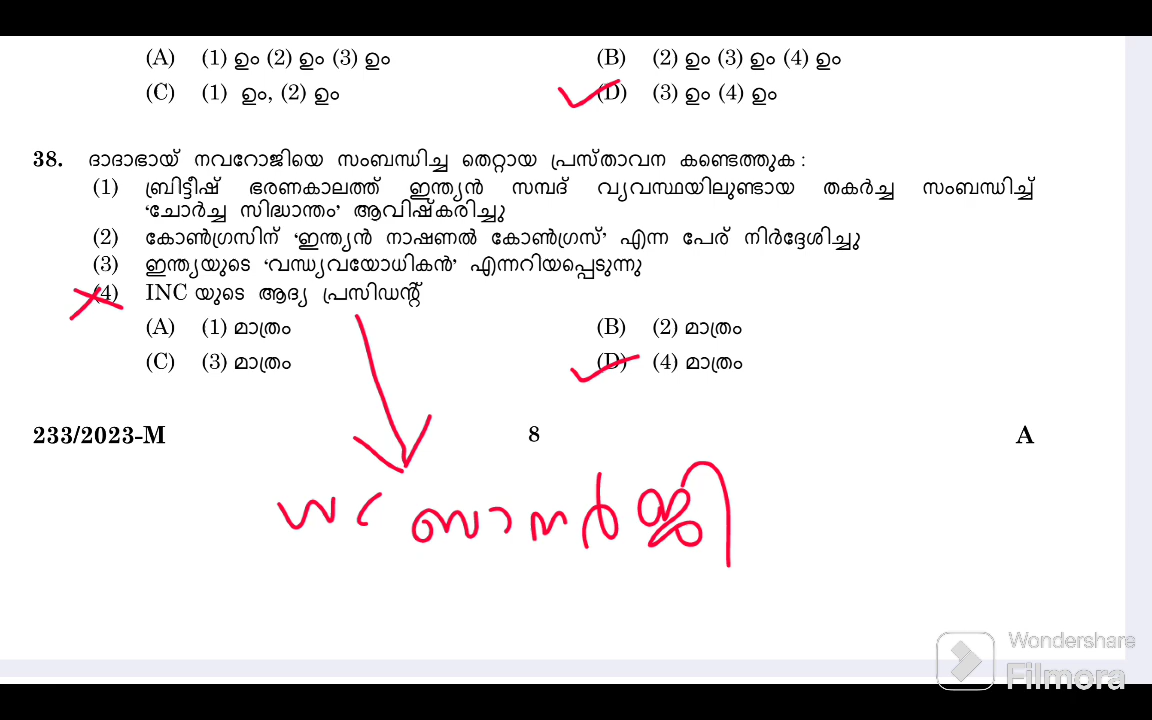 (A) (1) ഉം (2) ഉം (3) ഉം (B) (2) ഉം (3) ഉം (4) ഉം
(C) (1) ഉം, (2) ഉം (D) (3) ഉം (4) ഉം
38. ദാദാഭായ് നവറോജിയെ സംബന്ധിച്ച തെറ്റായ പ്രസ്താവന കണ്ടെത്തുക :
(1) ബ്രിട്ടീഷ് ഭരണകാലത്ത് ഇന്ത്യൻ സമ്പദ് വ്യവസ്ഥയിലുണ്ടായ തകർച്ച സംബന്ധിച്ച്
‘ചോർച്ച സിദ്ധാന്തം’ ആവിഷ്കരിച്ചു
(2) കോൺഗ്രസിന് ‘ഇന്ത്യൻ നാഷണൽ കോൺഗ്രസ്’ എന്ന പേര് നിർദ്ദേശിച്ചു
(3) ഇന്ത്യയുടെ ‘വന്ധ്യവയോധികൻ’ എന്നറിയപ്പെടുന്നു
(4) INC യുടെ ആദ്യ പ്രസിഡന്റ്
(A) (1) മാത്രം (B) (2) മാത്രം
(C) (3) മാത്രം (D) (4) മാത്രം
233/2023-M 8 A
WC ബാനർജി
Wondershare
Filmora